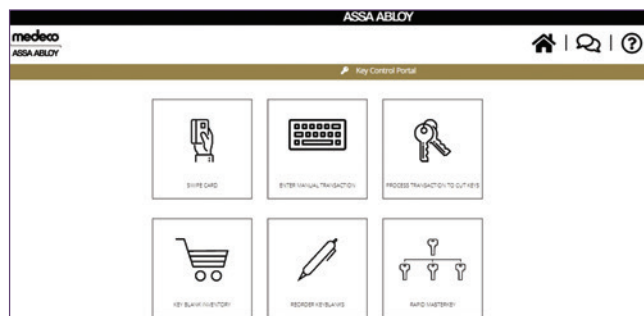 ASSA ABLOY
medeco
ASSA ABLOY
Key Control Portal
SWIPE CARD
ENTER MANUAL TRANSACTION
PROCESS TRANSACTION TO CUT KEYS
KEY BLANK INVENTORY
REORDER KEYBLANKS
RAPID MASTERKEY